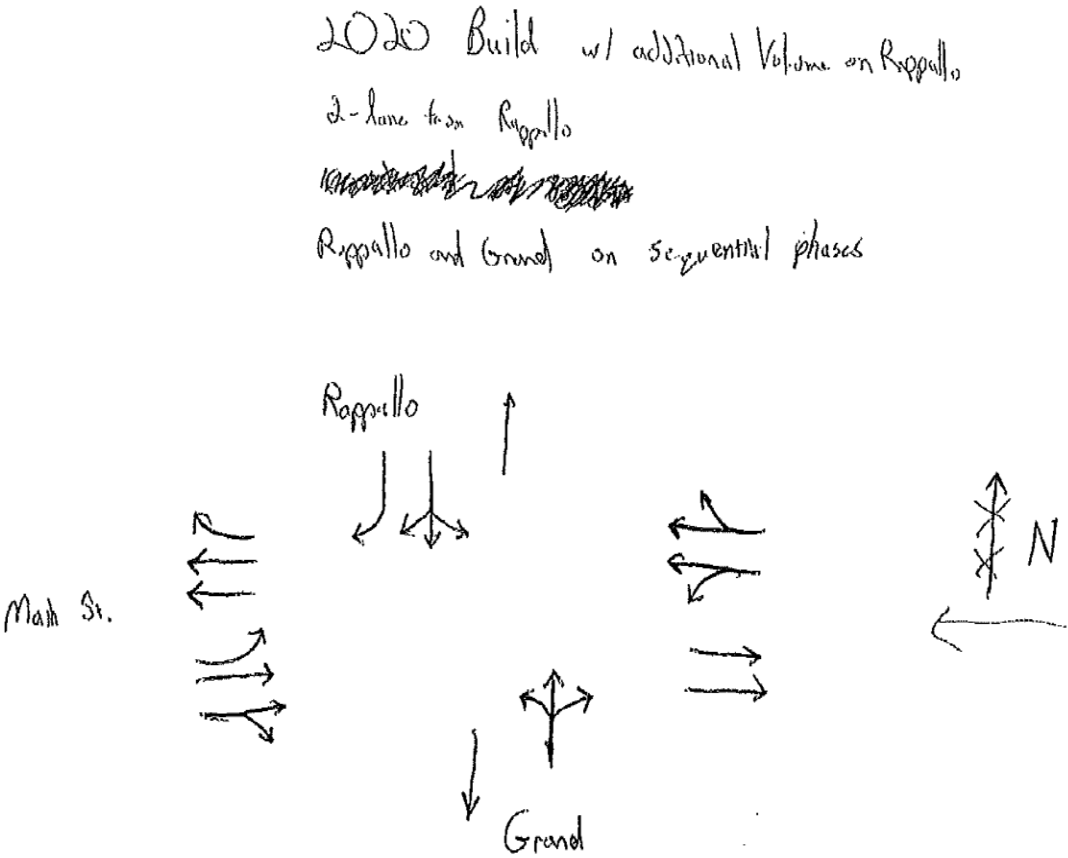 2020 Build w/ additional Volume on Rappallo
2-lane from Rappallo
Rappallo and Grand on sequential phases
Rappallo
N
Main St.
Grand